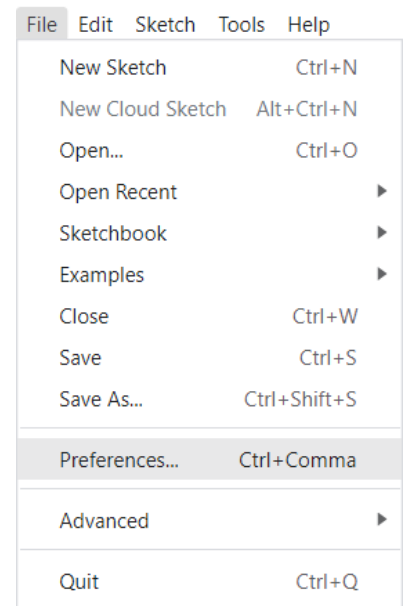 File Edit Sketch Tools Help
New Sketch Ctrl+N
New Cloud Sketch Alt+Ctrl+N
Open... Ctrl+O
Open Recent
Sketchbook
Examples
Close Ctrl+W
Save Ctrl+S
Save As... Ctrl+Shift+S
Preferences... Ctrl+Comma
Advanced
Quit Ctrl+Q